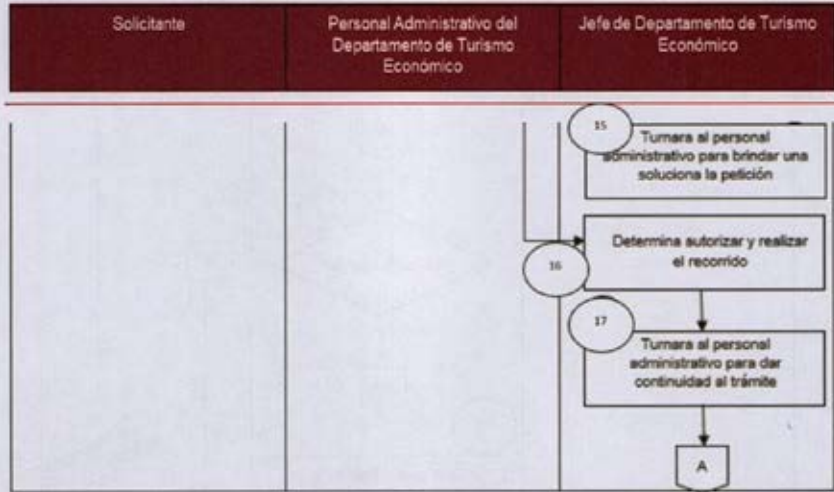 Solicitante
Personal Administrativo del
Departamento de Turismo
Económico
Jefe de Departamento de Turismo
Económico
15
Turnara al personal
administrativo para brindar una
soluciona la petición
16
Determina autorizar y realizar
el recorrido
17
Turnara al personal
administrativo para dar
continuidad al trámite
A